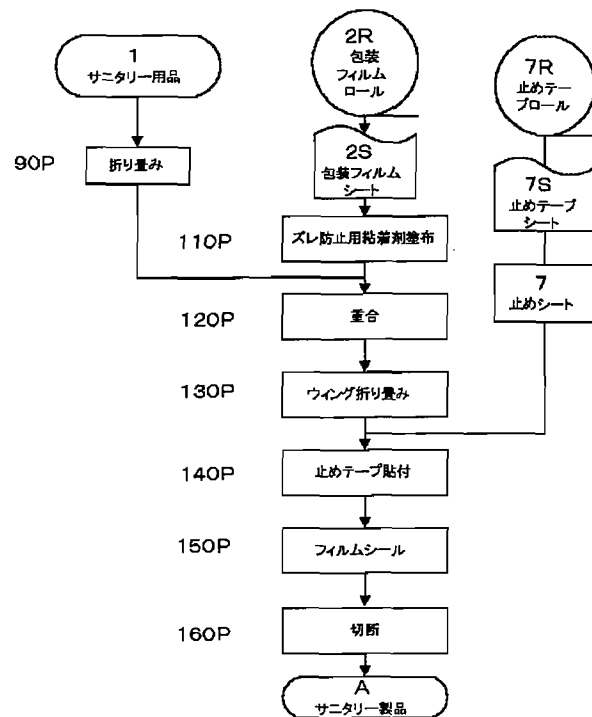 1
サニタリー用品
90P
折り畳み
2R
包装
フィルム
ロール
2S
包装フィルム
シート
110P
ズレ防止用粘着剤塗布
7R
止めテー
プロール
7S
止めテープ
シート
7
止めシート
120P
重合
130P
ウィング折り畳み
140P
止めテープ貼付
150P
フィルムシール
160P
切断
A
サニタリー製品